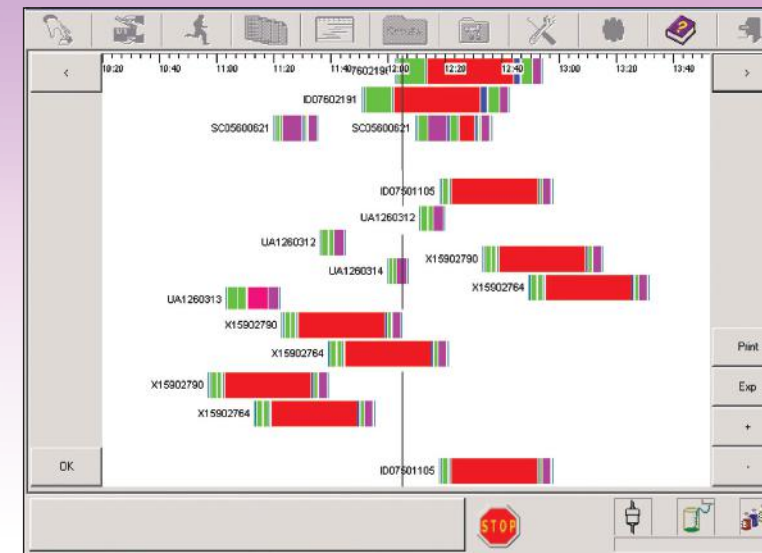 UT
<
10:20 10:40 11:00 11:20 11:40 12:00 12:20 12:40 13:00 13:20 13:40
>
ID07602191
SC05600621 SC05600621
ID07501105
UA1260312
UA1260312
X15902790
UA1260314
X15902764
UA1260313
X15902790
X15902764
Print
X15902790
Exp
X15902764
+
OK
ID07501105
-
STOP